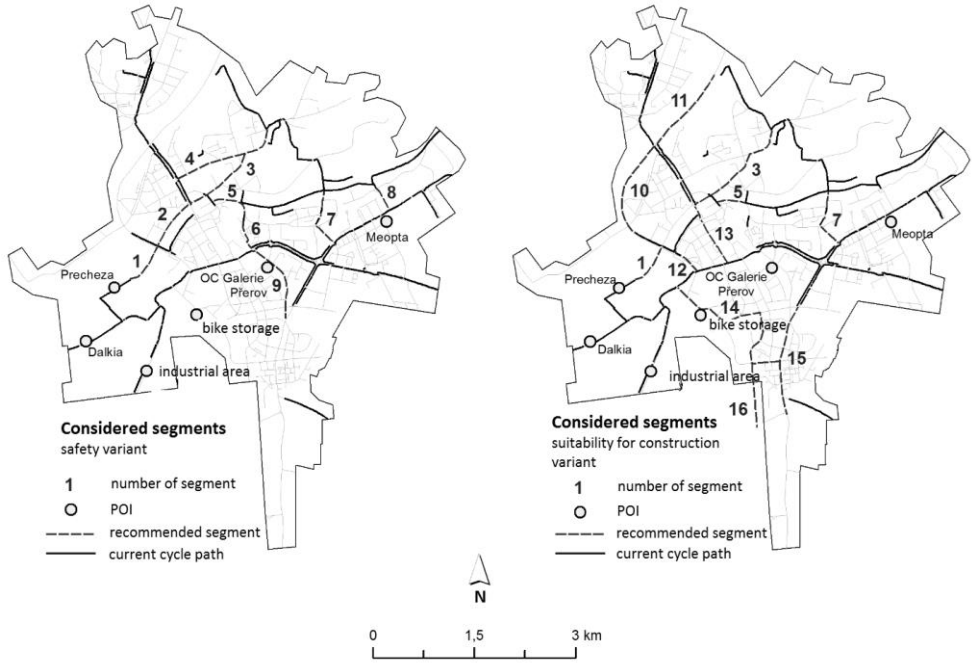 4
3
5
2
6
7
8
1
9
Meopta
Precheza
OC Galerie
Přerov
bike storage
Dalkia
industrial area
Considered segments
safety variant
1 number of segment
POI
recommended segment
current cycle path
11
3
10
5
13
7
1
12
14
15
16
Meopta
Precheza
OC Galerie
Přerov
bike storage
Dalkia
industrial area
Considered segments
suitability for construction
variant
1 number of segment
POI
recommended segment
current cycle path
N
0 1,5 3 km